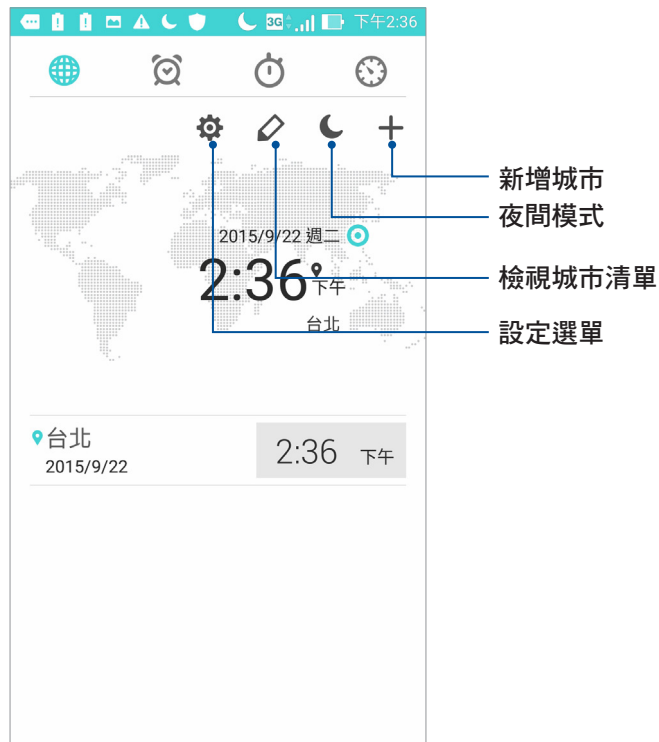 3G 下午2:36
新增城市
夜間模式
2015/9/22 週二
2:36 下午
檢視城市清單
台北
設定選單
台北
2:36 下午
2015/9/22